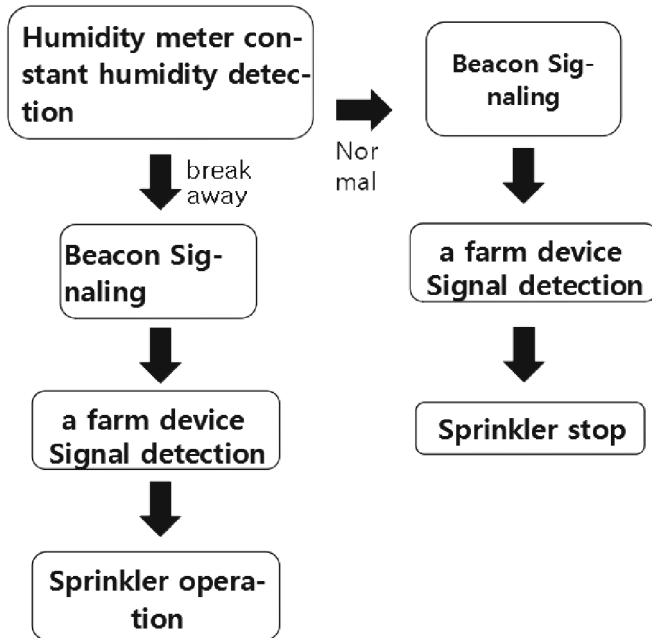 Humidity meter con-
stant humidity detec-
tion
break
away
Beacon Sig-
naling
a farm device
Signal detection
Sprinkler opera-
tion
Nor
mal
Beacon Sig-
naling
a farm device
Signal detection
Sprinkler stop